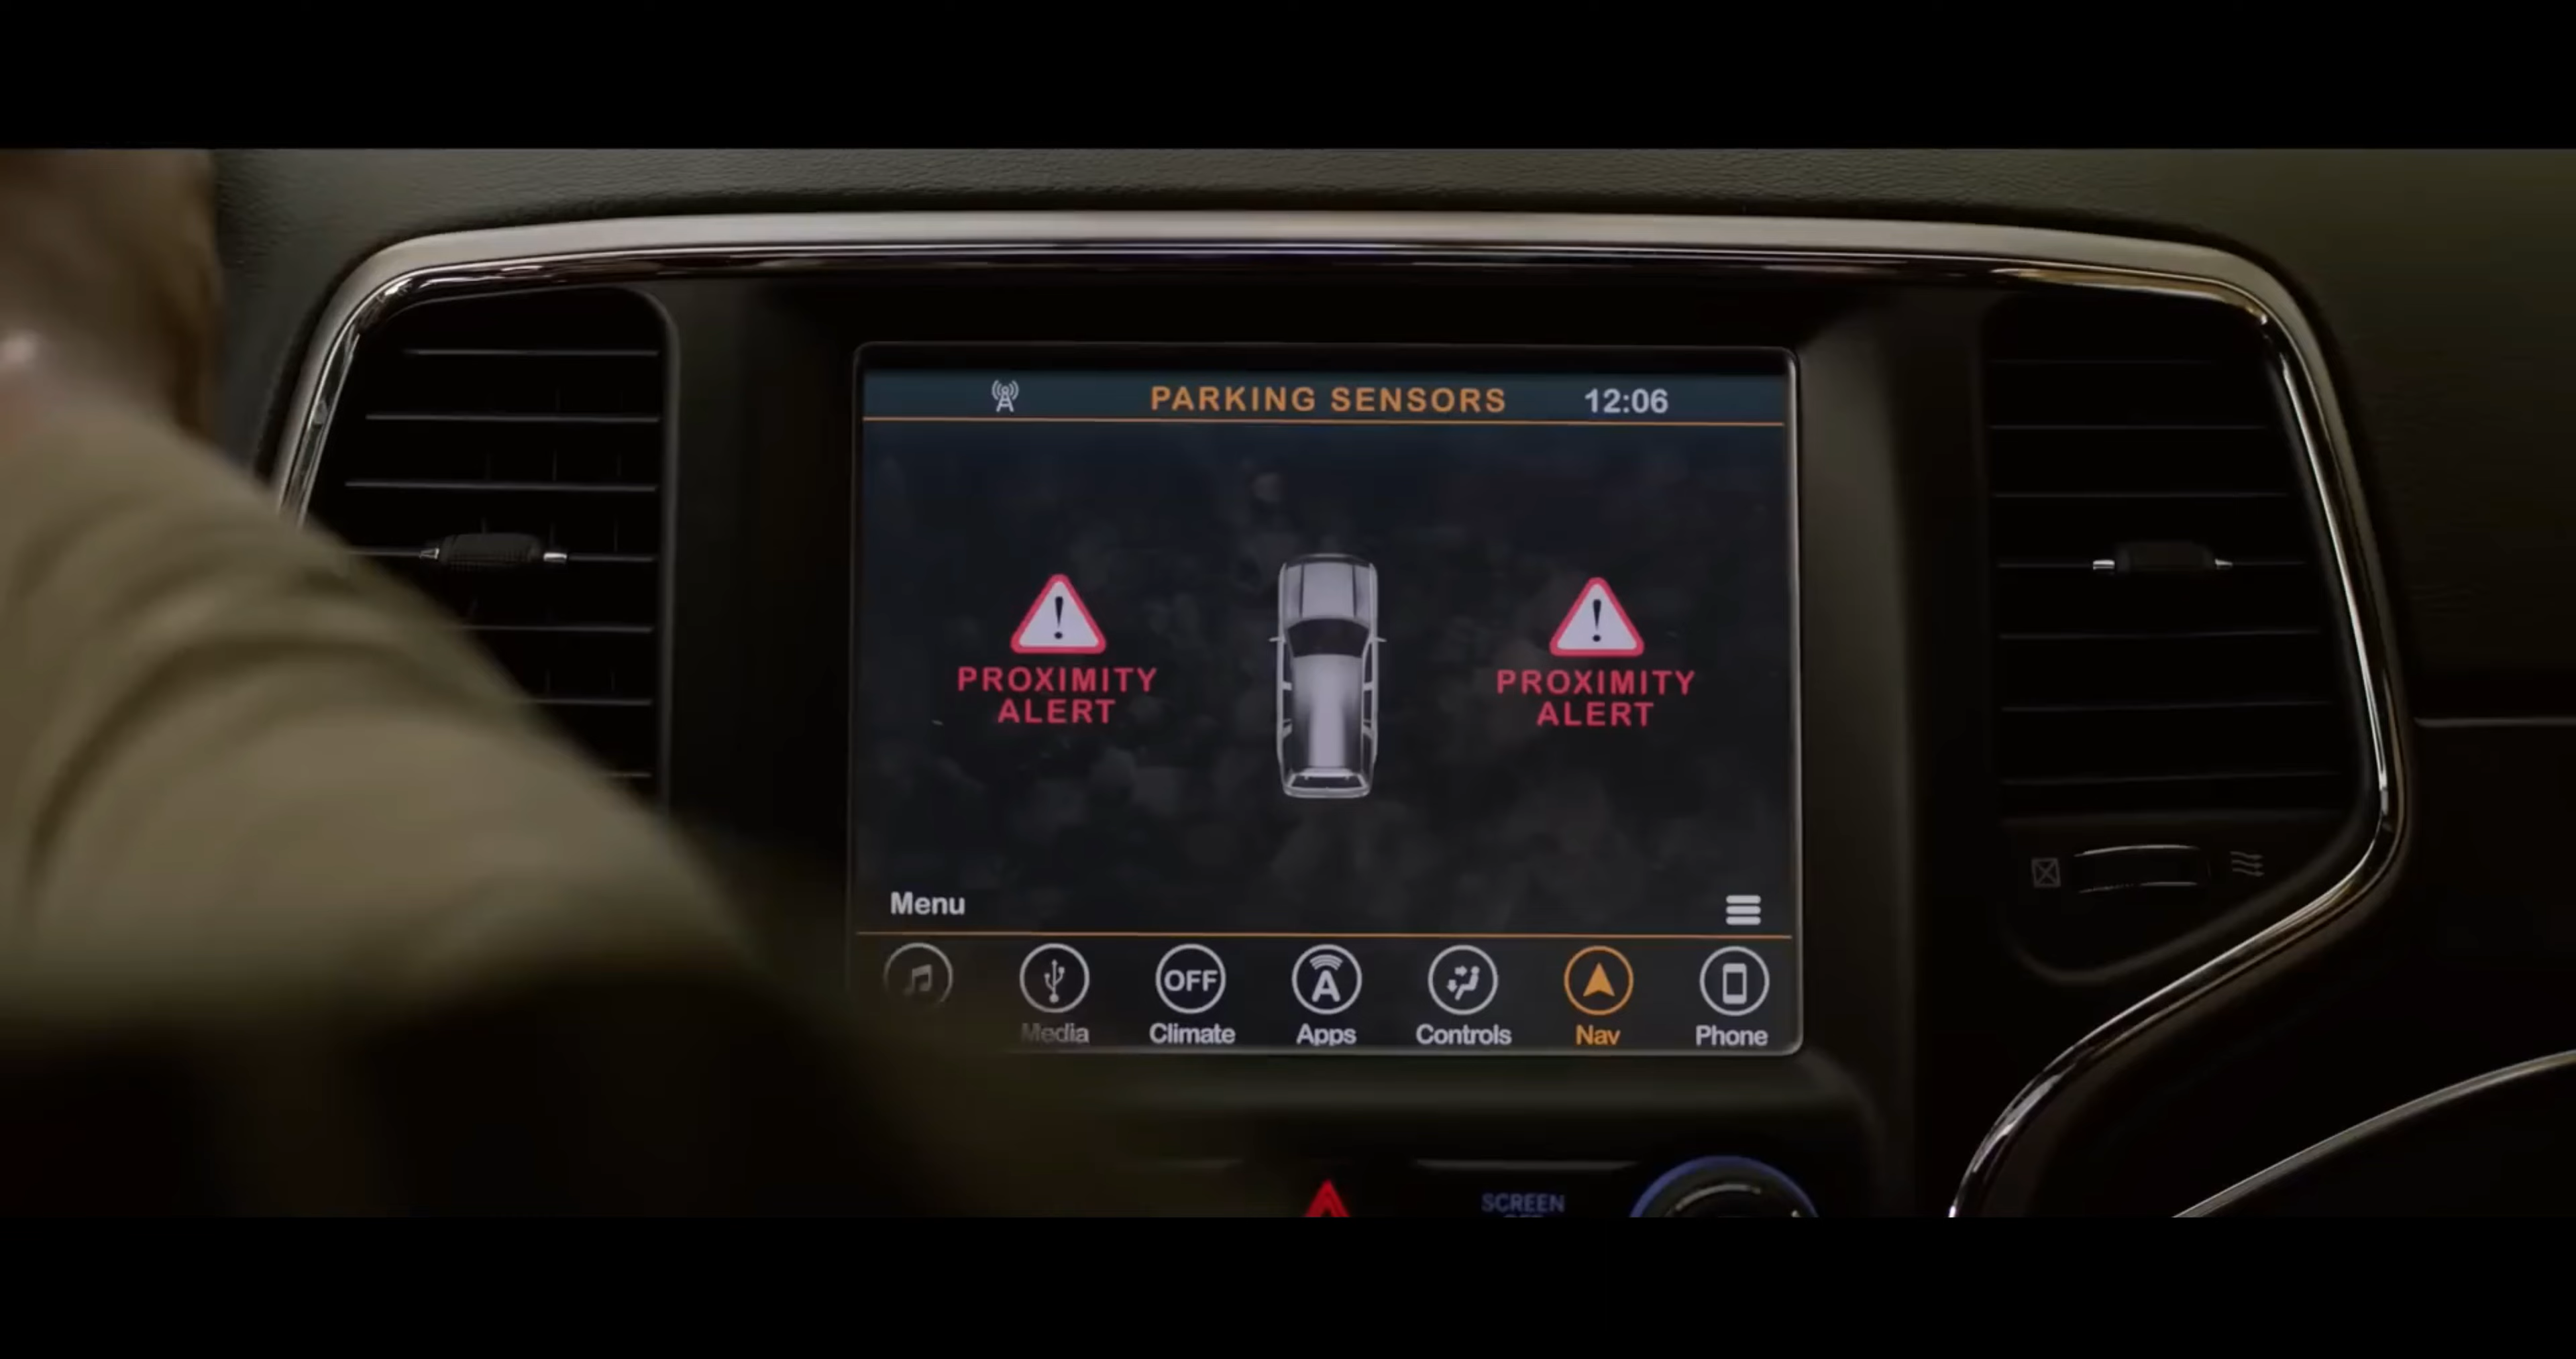 PARKING SENSORS 12:06
PROXIMITY
ALERT
PROXIMITY
ALERT
Menu
OFF
A
Media Climate Apps Controls Nav Phone
SCREEN